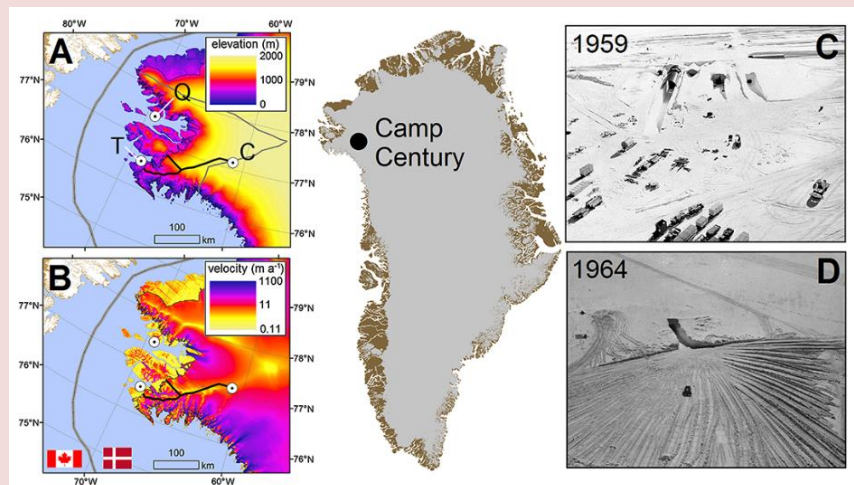 80°W
70°W
60°W
A
elevation (m)
2000
1000
0
77°N
76°N
75°N
79°N
78°N
77°N
76°N
Q
T
C
100
km
B
velocity (m a⁻¹)
1100
11
0.11
77°N
76°N
75°N
79°N
78°N
77°N
76°N
100
km
70°W
60°W
Camp
Century
1959
C
1964
D